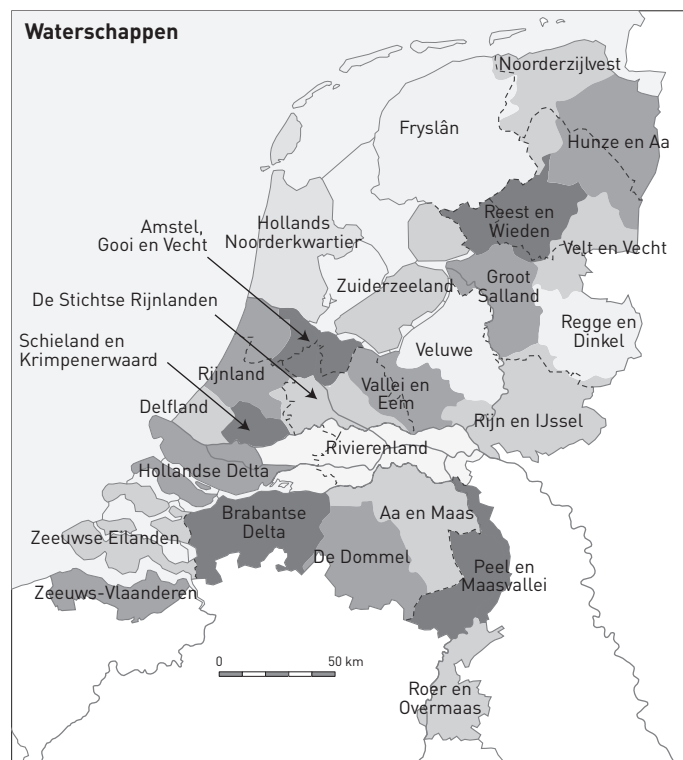 Waterschappen
Noorderzijlvest
Fryslân
Hunze en Aa
Amstel,
Gooi en Vecht
Hollands
Noorderkwartier
Reest en
Wieden
Velt en Vecht
De Stichtse Rijnlanden
Zuiderzeeland
Groot
Salland
Schieland en
Krimpenerwaard
Regge en
Dinkel
Veluwe
Rijnland
Vallei en
Eem
Delfland
Rijn en IJssel
Rivierenland
Hollandse Delta
Brabantse
Delta
Aa en Maas
Zeeuwse Eilanden
De Dommel
Peel en
Maasvallei
Zeeuws-Vlaanderen
0 50 km
Roer en
Overmaas